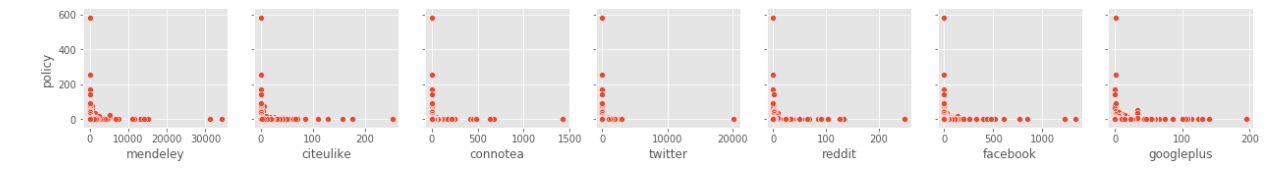 600
400
200
0
policy
0 10000 20000 30000
mendeley
0 100 200
citeulike
0 500 1000 1500
connotea
0 10000 20000
twitter
0 200
reddit
0 500 1000
facebook
0 100 200
googleplus